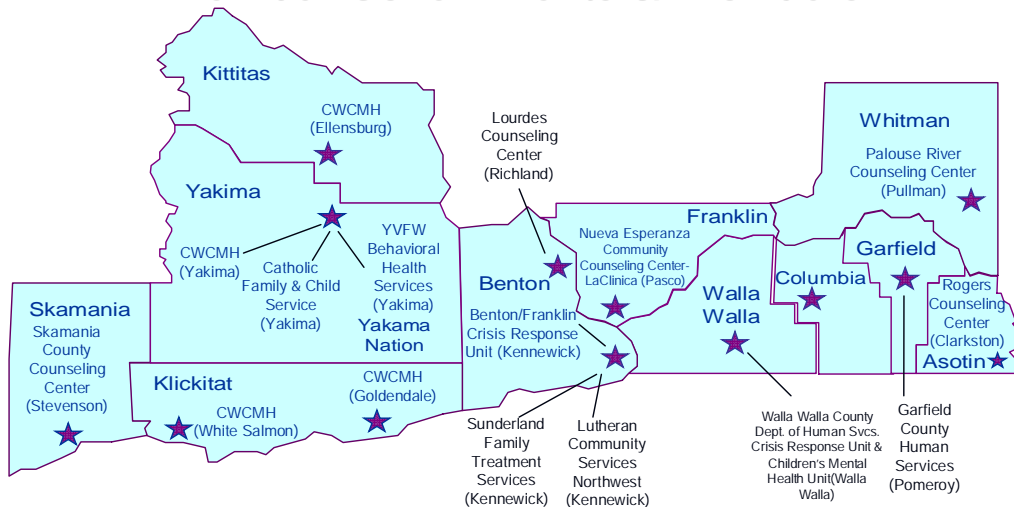 Kittitas
CWCMH
(Ellensburg)
Yakima
CWCMH
(Yakima)
Catholic
Family & Child
Service
(Yakima)
YVFW
Behavioral
Health
Services
(Yakima)
Yakama
Nation
Skamania
Skamania
County
Counseling
Center
(Stevenson)
Klickitat
CWCMH
(White Salmon)
CWCMH
(Goldendale)
Lourdes
Counseling
Center
(Richland)
Benton
Benton/Franklin
Crisis Response
Unit (Kennewick)
Sunderland
Family
Treatment
Services
(Kennewick)
Lutheran
Community
Services
Northwest
(Kennewick)
Franklin
Nueva Esperanza
Community
Counseling Center-
LaClinica (Pasco)
Walla
Walla
Walla Walla County
Dept. of Human Svcs.
Crisis Response Unit &
Children's Mental
Health Unit(Walla
Walla)
Columbia
Whitman
Palouse River
Counseling Center
(Pullman)
Garfield
Garfield
County
Human
Services
(Pomeroy)
Rogers
Counseling
Center
(Clarkston)
Asotin